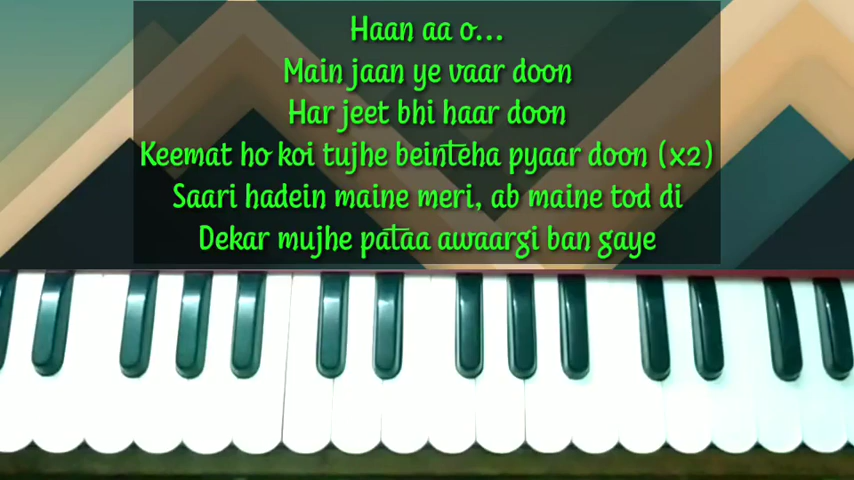 Haan aa o...
Main jaan ye vaar doon
Har jeet bhi haar doon
Keemat ho koi tujhe beinteha pyaar doon (x2)
Saari hadein maine meri, ab maine tod di
Dekar mujhe pataa awaargi ban gaye